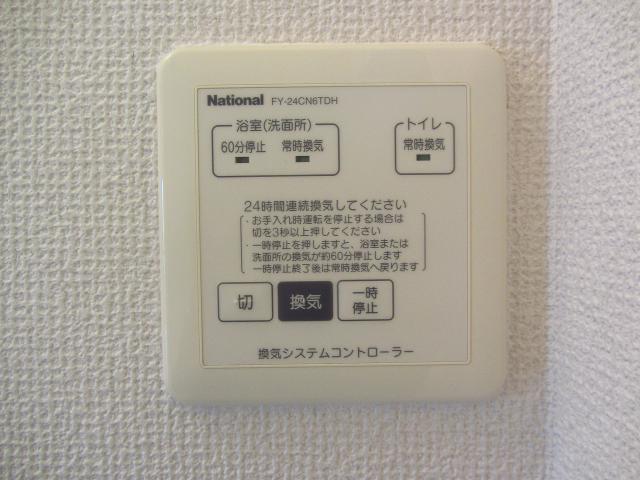 National FY-24CN6TDH
浴室(洗面所)
60分停止 常時換気
トイレ
常時換気
24時間連続換気してください
・お手入れ時運転を停止する場合は
切を3秒以上押してください
・一時停止を押しますと、浴室または
洗面所の換気が約60分停止します
一時停止終了後は常時換気へ戻ります
切
換気
一時
停止
換気システムコントローラー